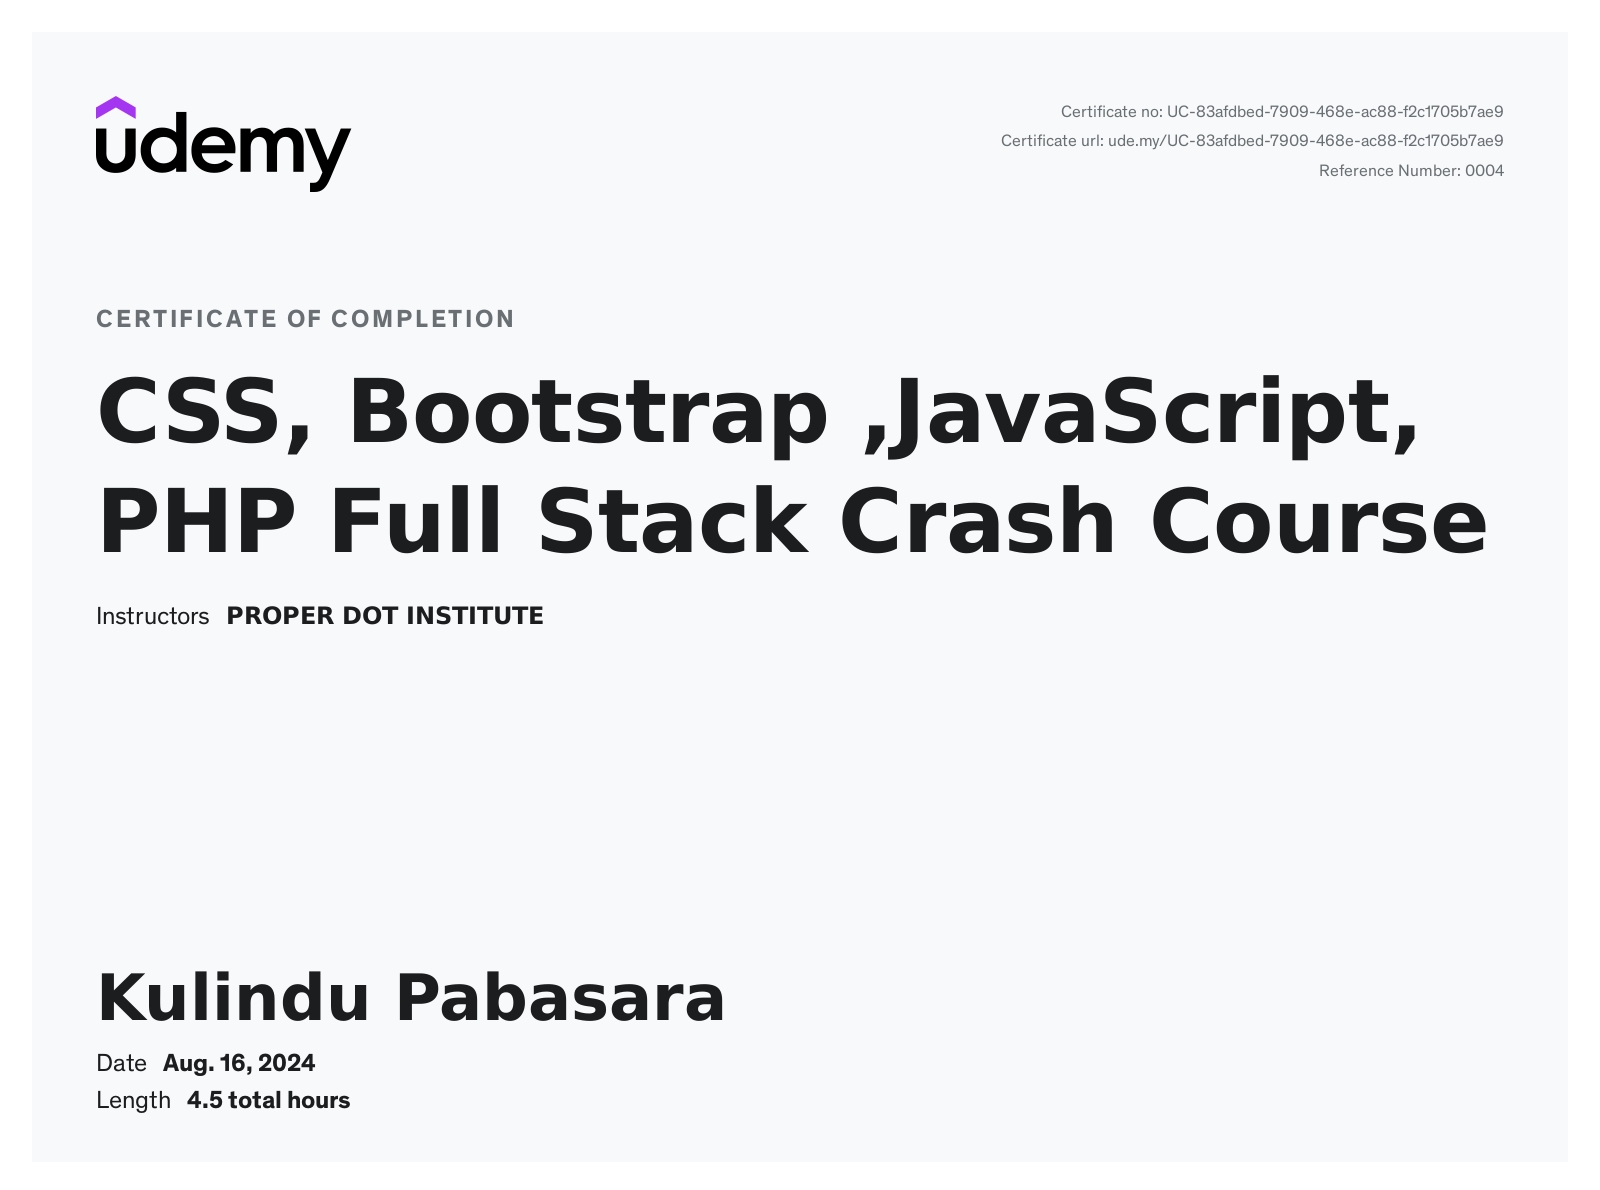 udemy
Certificate no: UC-83afdbed-7909-468e-ac88-f2c1705b7ae9
Certificate url: ude.my/UC-83afdbed-7909-468e-ac88-f2c1705b7ae9
Reference Number: 0004
CERTIFICATE OF COMPLETION
CSS, Bootstrap ,JavaScript,
PHP Full Stack Crash Course
Instructors PROPER DOT INSTITUTE
Kulindu Pabasara
Date Aug. 16, 2024
Length 4.5 total hours